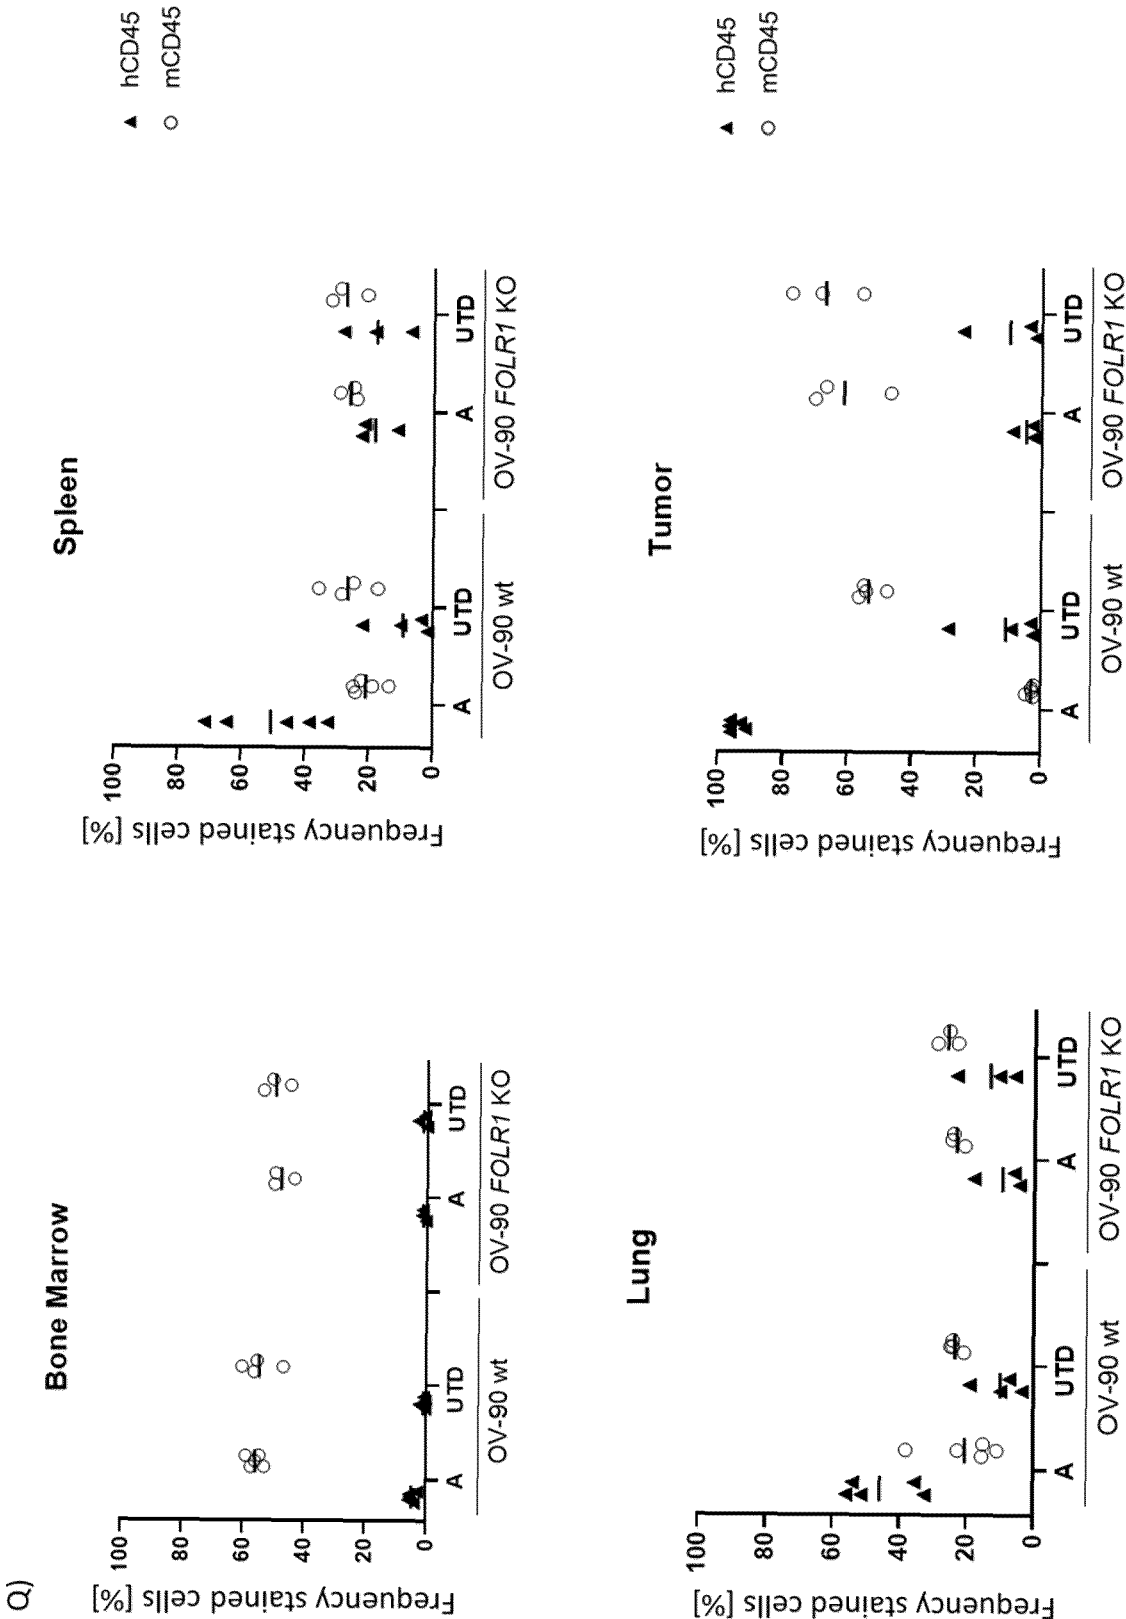 Q)
Bone Marrow
Frequency stained cells [%]
100
80
60
40
20
0
A
UTD
A
UTD
OV-90 wt
OV-90 FOLR1 KO
Spleen
Frequency stained cells [%]
100
80
60
40
20
0
A
UTD
A
UTD
OV-90 wt
OV-90 FOLR1 KO
hCD45
mCD45
Lung
Frequency stained cells [%]
100
80
60
40
20
0
A
UTD
A
UTD
OV-90 wt
OV-90 FOLR1 KO
Tumor
Frequency stained cells [%]
100
80
60
40
20
0
A
UTD
A
UTD
OV-90 wt
OV-90 FOLR1 KO
hCD45
mCD45